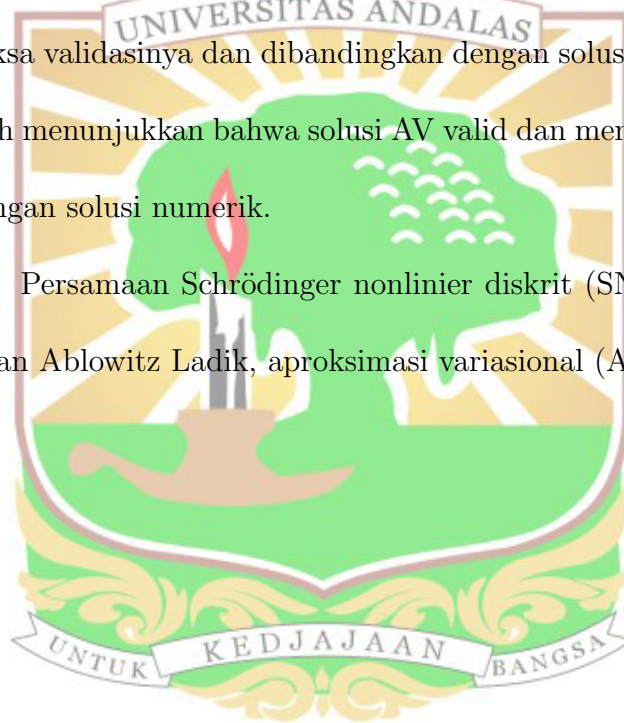 UNIVERSITAS ANDALAS
ksa validasinya dan dibandingkan dengan solus
h menunjukkan bahwa solusi AV valid dan mer
ngan solusi numerik.
Persamaan Schrödinger nonlinier diskrit (SN
an Ablowitz Ladik, aproksimasi variasional (A
UNTUK KEDJAJAAN BANGSA